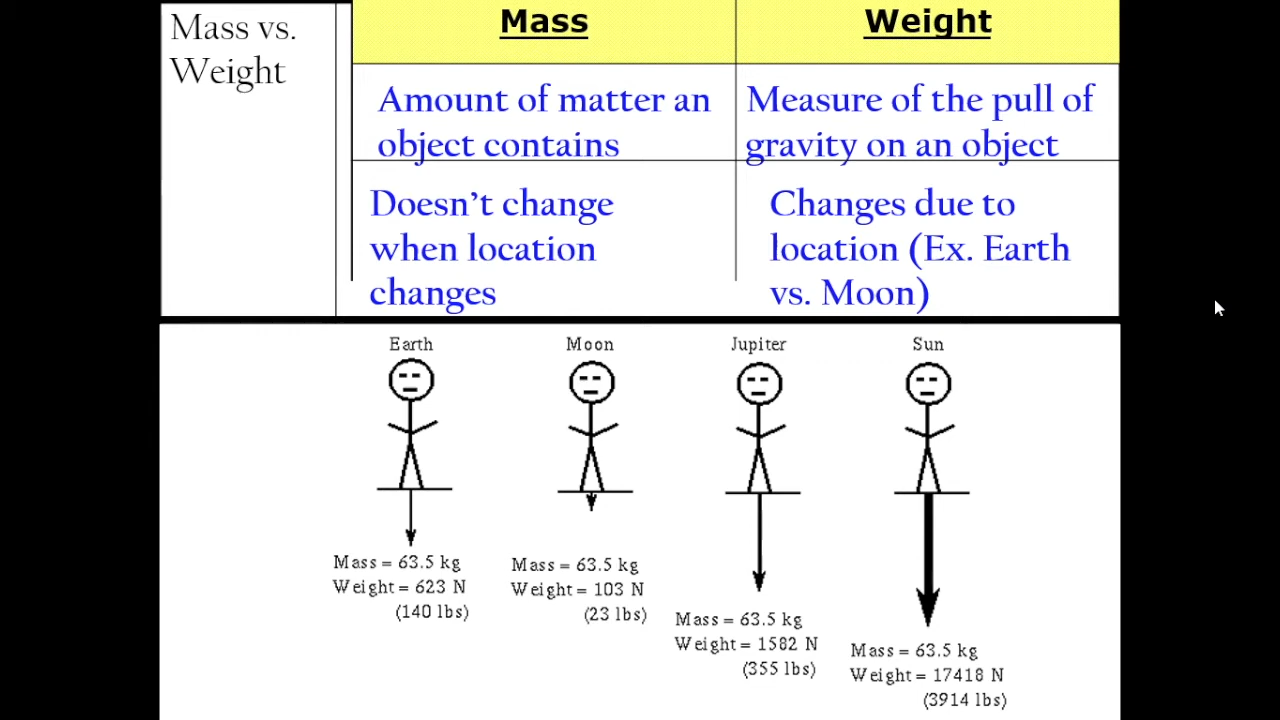 Mass vs.
Weight
Mass
Weight
Amount of matter an
object contains
Measure of the pull of
gravity on an object
Doesn't change
when location
changes
Changes due to
location (Ex. Earth
vs. Moon)
Earth
Mass = 63.5 kg
Weight = 623 N
(140 lbs)
Moon
Mass = 63.5 kg
Weight = 103 N
(23 lbs)
Jupiter
Mass = 63.5 kg
Weight = 1582 N
(355 lbs)
Sun
Mass = 63.5 kg
Weight = 17418 N
(3914 lbs)